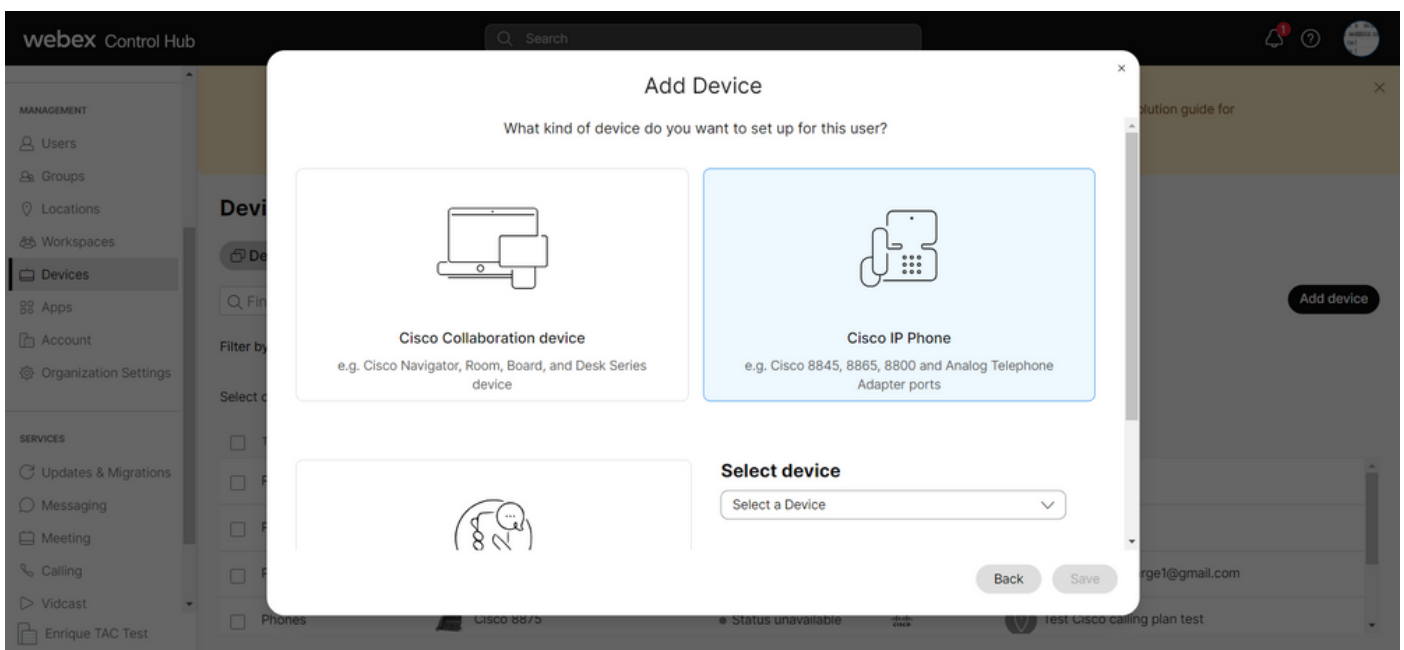 webex Control Hub
Search
1
MANAGEMENT
Users
Groups
Locations
Workspaces
Devices
Apps
Account
Organization Settings
SERVICES
Updates & Migrations
Messaging
Meeting
Calling
Vidcast
Enrique TAC Test
guide for
Add device
Filter by
Select
Add Device
What kind of device do you want to set up for this user?
Cisco Collaboration device
e.g. Cisco Navigator, Room, Board, and Desk Series
device
Cisco IP Phone
e.g. Cisco 8845, 8865, 8800 and Analog Telephone
Adapter ports
Select device
Select a Device
Back
Save
rge1@gmail.com
Phones
Cisco 8875
Status unavailable
Test Cisco calling plan test